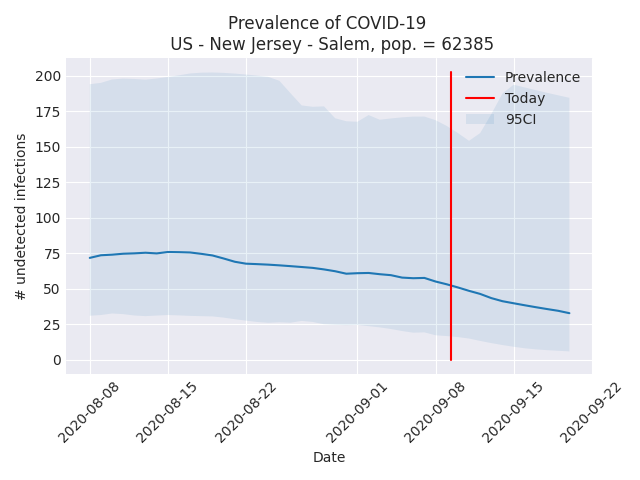 Prevalence of COVID-19
US - New Jersey - Salem, pop. = 62385
200
175
150
125
100
75
50
25
0
# undetected infections
Prevalence
Today
95CI
2020-08-08
2020-08-15
2020-08-22
2020-09-01
2020-09-08
2020-09-15
2020-09-22
Date